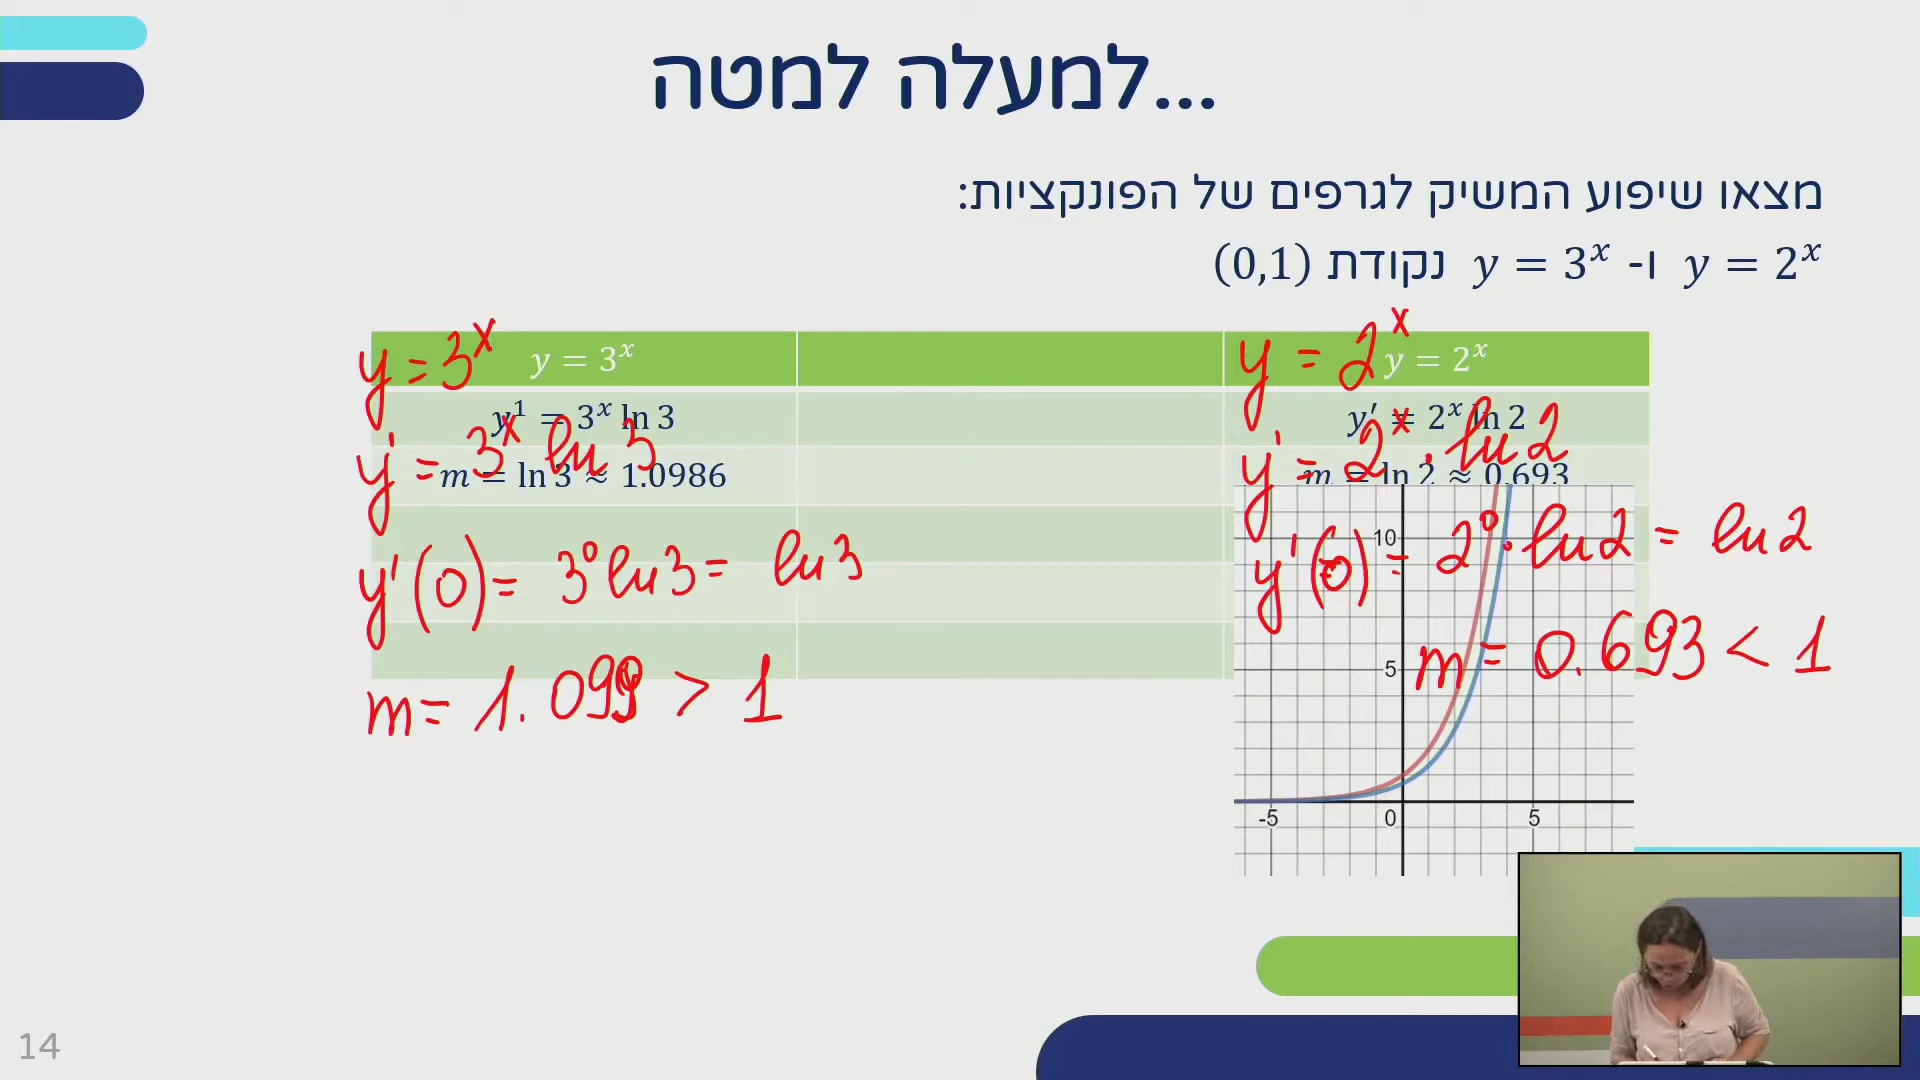 למעלה למטה...
מצאו שיפוע המשיק לגרפים של הפונקציות:
y = 2^x ו- y = 3^x נקודת (0,1)
y = 3^x
y = 2^x
y^1 = 3^x ln 3
y′ = 2^x ln 2
m = ln 3 ≈ 1.0986
m = ln 2 ≈ 0.693
y = 3^x
y' = 3^x ln 3
y'(0) = 3^0 ln 3 = ln 3
m = 1.099 > 1
y = 2^x
y' = 2^x · ln 2
y'(0) = 2^0 · ln 2 = ln 2
m = 0.693 < 1
10
5
-5 0 5
14